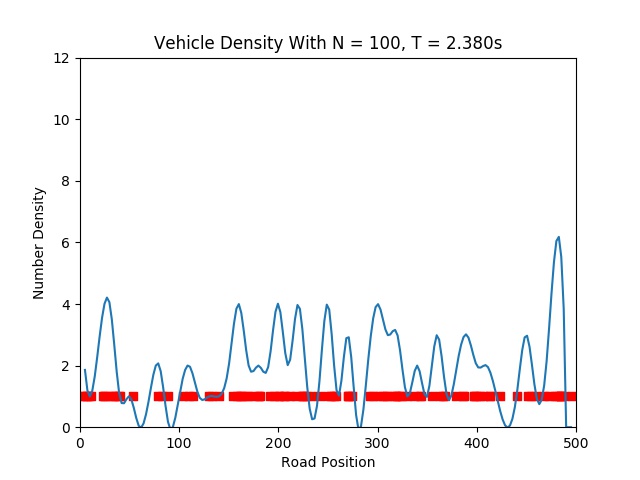 Vehicle Density With N = 100, T = 2.380s
12
10
8
6
4
2
0
Number Density
0 100 200 300 400 500
Road Position